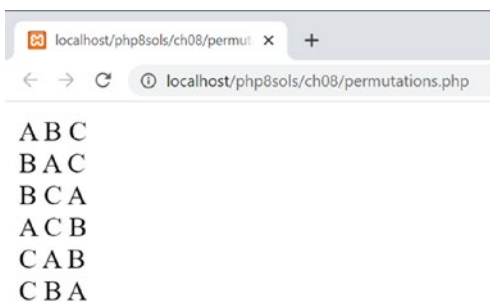 localhost/php8sols/ch08/permut
localhost/php8sols/ch08/permutations.php
A B C
B A C
B C A
A C B
C A B
C B A